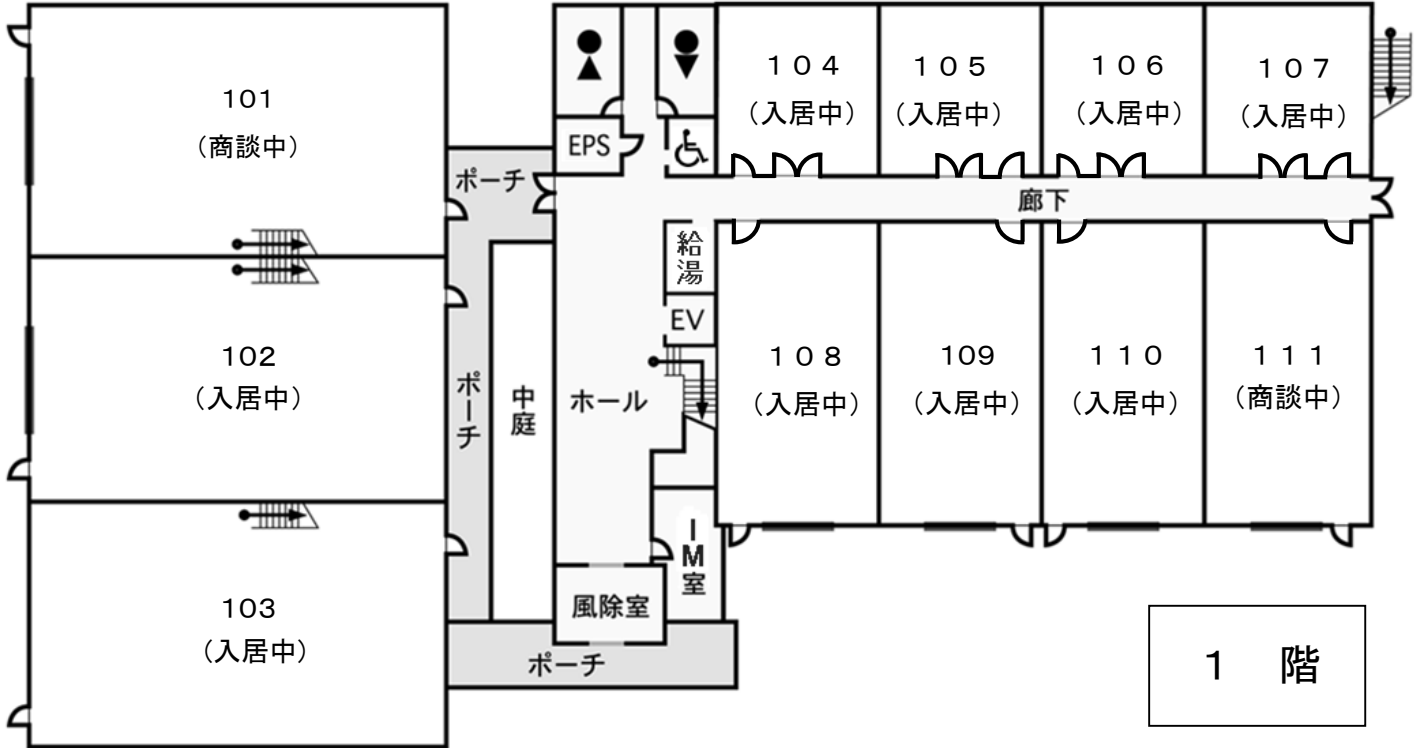 101
（商談中）
102
（入居中）
103
（入居中）
ポーチ
ポーチ
中庭
EPS
ホール
給湯
EV
IM室
風除室
ポーチ
１０４
（入居中）
１０５
（入居中）
１０６
（入居中）
１０７
（入居中）
廊下
１０８
（入居中）
109
（入居中）
１１０
（入居中）
１１１
（商談中）
１　階